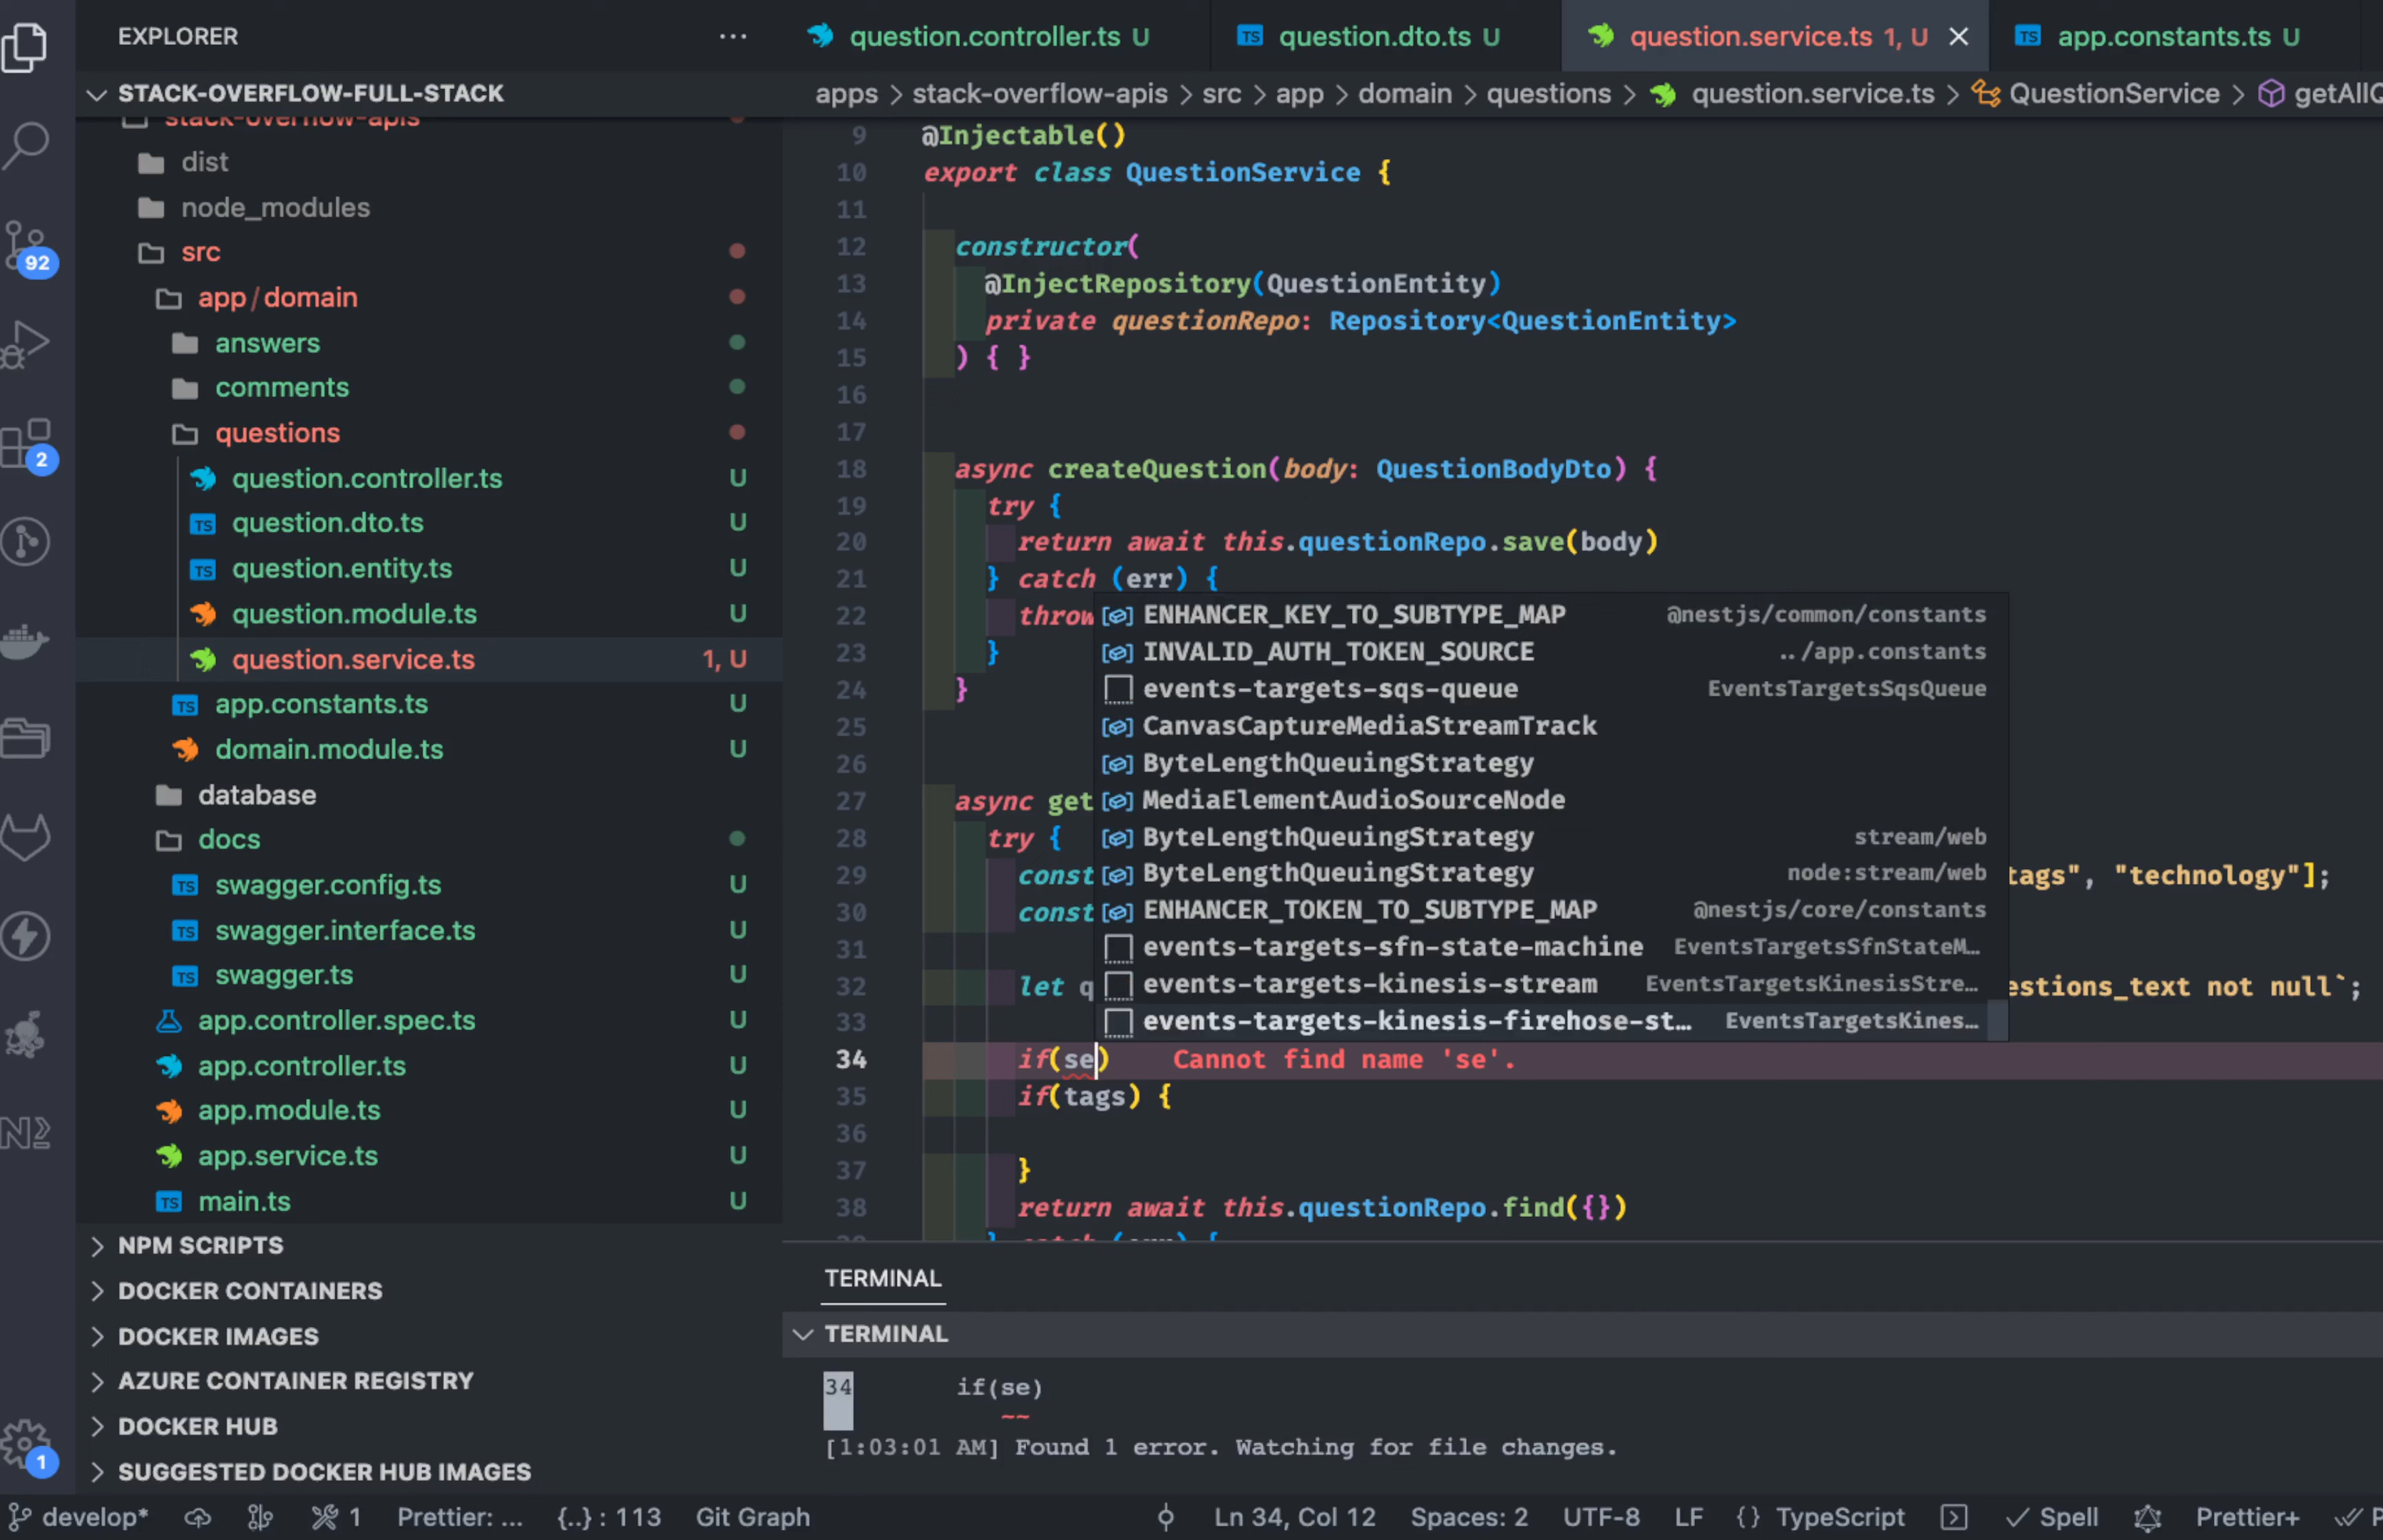 EXPLORER
STACK-OVERFLOW-FULL-STACK
stack-overflow-apis
dist
node_modules
src
app / domain
answers
comments
questions
question.controller.ts U
question.dto.ts U
question.entity.ts U
question.module.ts U
question.service.ts 1, U
app.constants.ts U
domain.module.ts U
database
docs
swagger.config.ts U
swagger.interface.ts U
swagger.ts U
app.controller.spec.ts U
app.controller.ts U
app.module.ts U
app.service.ts U
main.ts U
NPM SCRIPTS
DOCKER CONTAINERS
DOCKER IMAGES
AZURE CONTAINER REGISTRY
DOCKER HUB
SUGGESTED DOCKER HUB IMAGES
92
2
1
question.controller.ts U
question.dto.ts U
question.service.ts 1, U
app.constants.ts U
apps > stack-overflow-apis > src > app > domain > questions > question.service.ts > QuestionService >
9 @Injectable()
10 export class QuestionService {
11
12 constructor(
13 @InjectRepository(QuestionEntity)
14 private questionRepo: Repository<QuestionEntity>
15 ) { }
16
17
18 async createQuestion(body: QuestionBodyDto) {
19 try {
20 return await this.questionRepo.save(body)
21 } catch (err) {
22 throw
23 }
24 }
25
26
27 async get
28 try {
29 const tags", "technology"];
30 const
31
32 let q estions_text not null`;
33
34 if(se) Cannot find name 'se'.
35 if(tags) {
36
37 }
38 return await this.questionRepo.find({})
ENHANCER_KEY_TO_SUBTYPE_MAP @nestjs/common/constants
INVALID_AUTH_TOKEN_SOURCE ../app.constants
events-targets-sqs-queue EventsTargetsSqsQueue
CanvasCaptureMediaStreamTrack
ByteLengthQueuingStrategy
MediaElementAudioSourceNode
ByteLengthQueuingStrategy stream/web
ByteLengthQueuingStrategy node:stream/web
ENHANCER_TOKEN_TO_SUBTYPE_MAP @nestjs/core/constants
events-targets-sfn-state-machine EventsTargetsSfnStateM…
events-targets-kinesis-stream EventsTargetsKinesisStre…
events-targets-kinesis-firehose-st… EventsTargetsKines…
TERMINAL
TERMINAL
34 if(se)
~~
[1:03:01 AM] Found 1 error. Watching for file changes.
develop* 1 Prettier: ... {..} : 113 Git Graph Ln 34, Col 12 Spaces: 2 UTF-8 LF {} TypeScript Spell Prettier+